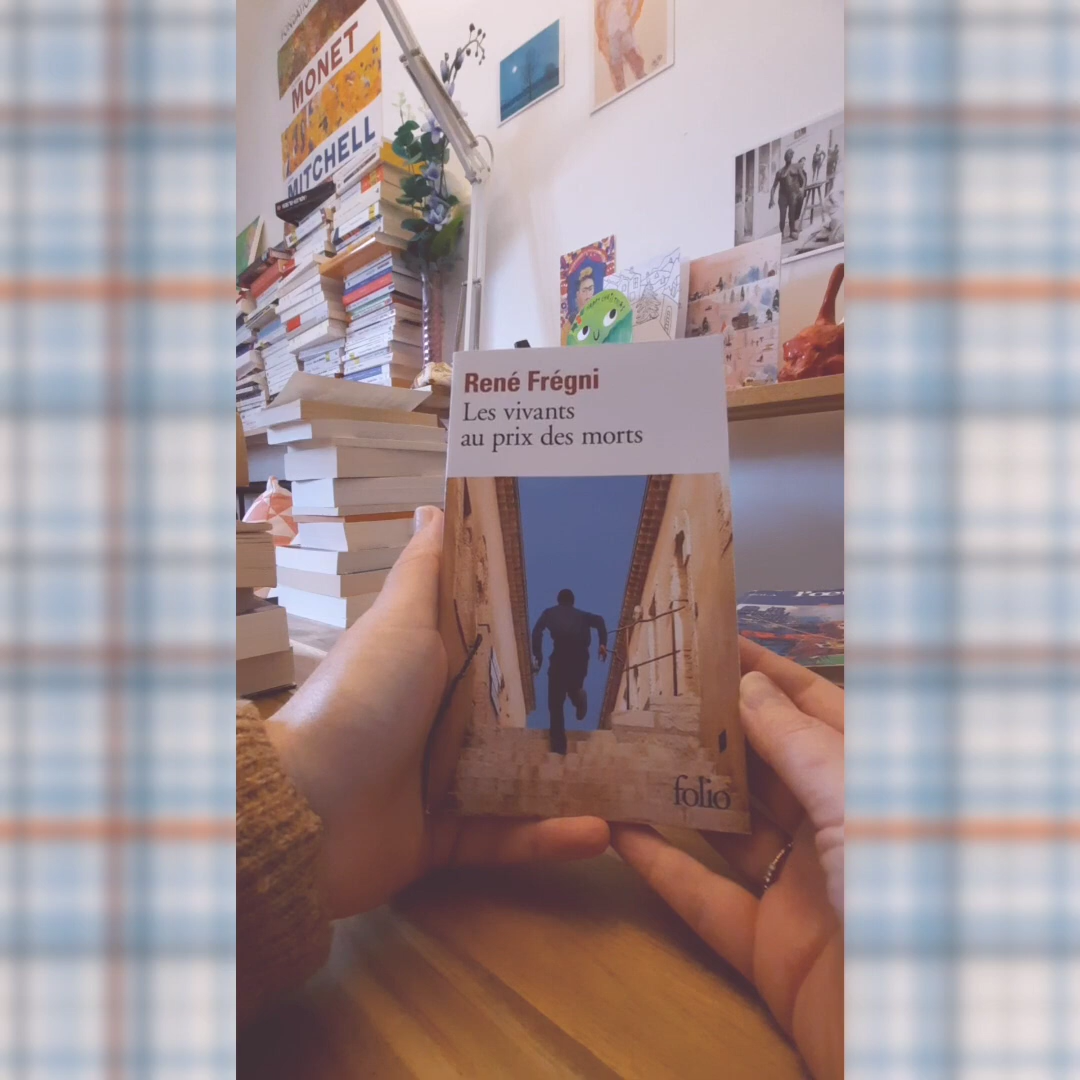 MONET
MITCHELL
René Frégni
Les vivants
au prix des morts
folio